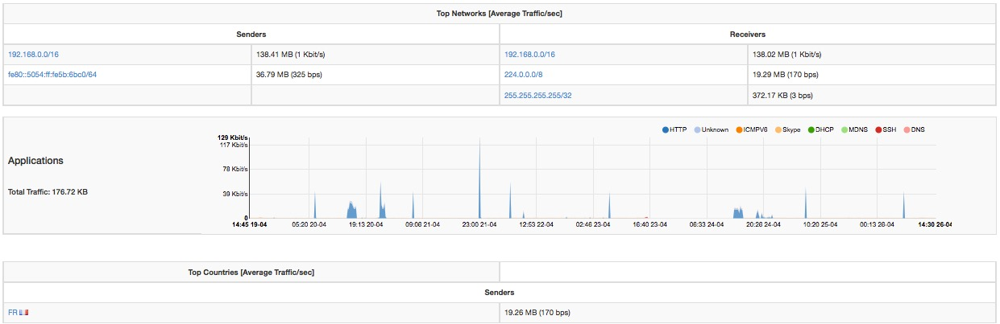 Top Networks [Average Traffic/sec]
Senders Receivers
192.168.0.0/16 138.41 MB (1 Kbit/s) 192.168.0.0/16 138.02 MB (1 Kbit/s)
fe80::5054:ff:fe5b:6bc0/64 36.79 MB (325 bps) 224.0.0.0/8 19.29 MB (170 bps)
255.255.255.255/32 372.17 KB (3 bps)
HTTP Unknown ICMPV6 Skype DHCP MDNS SSH DNS
129 Kbit/s
117 Kbit/s
Applications
78 Kbit/s
Total Traffic: 176.72 KB
39 Kbit/s
0
14:45 19-04 05:20 20-04 19:13 20-04 09:06 21-04 23:00 21-04 12:53 22-04 02:46 23-04 16:40 23-04 06:33 24-04 20:26 24-04 10:20 25-04 00:13 26-04 14:30 26-04
Top Countries [Average Traffic/sec]
Senders
FR 19.26 MB (170 bps)